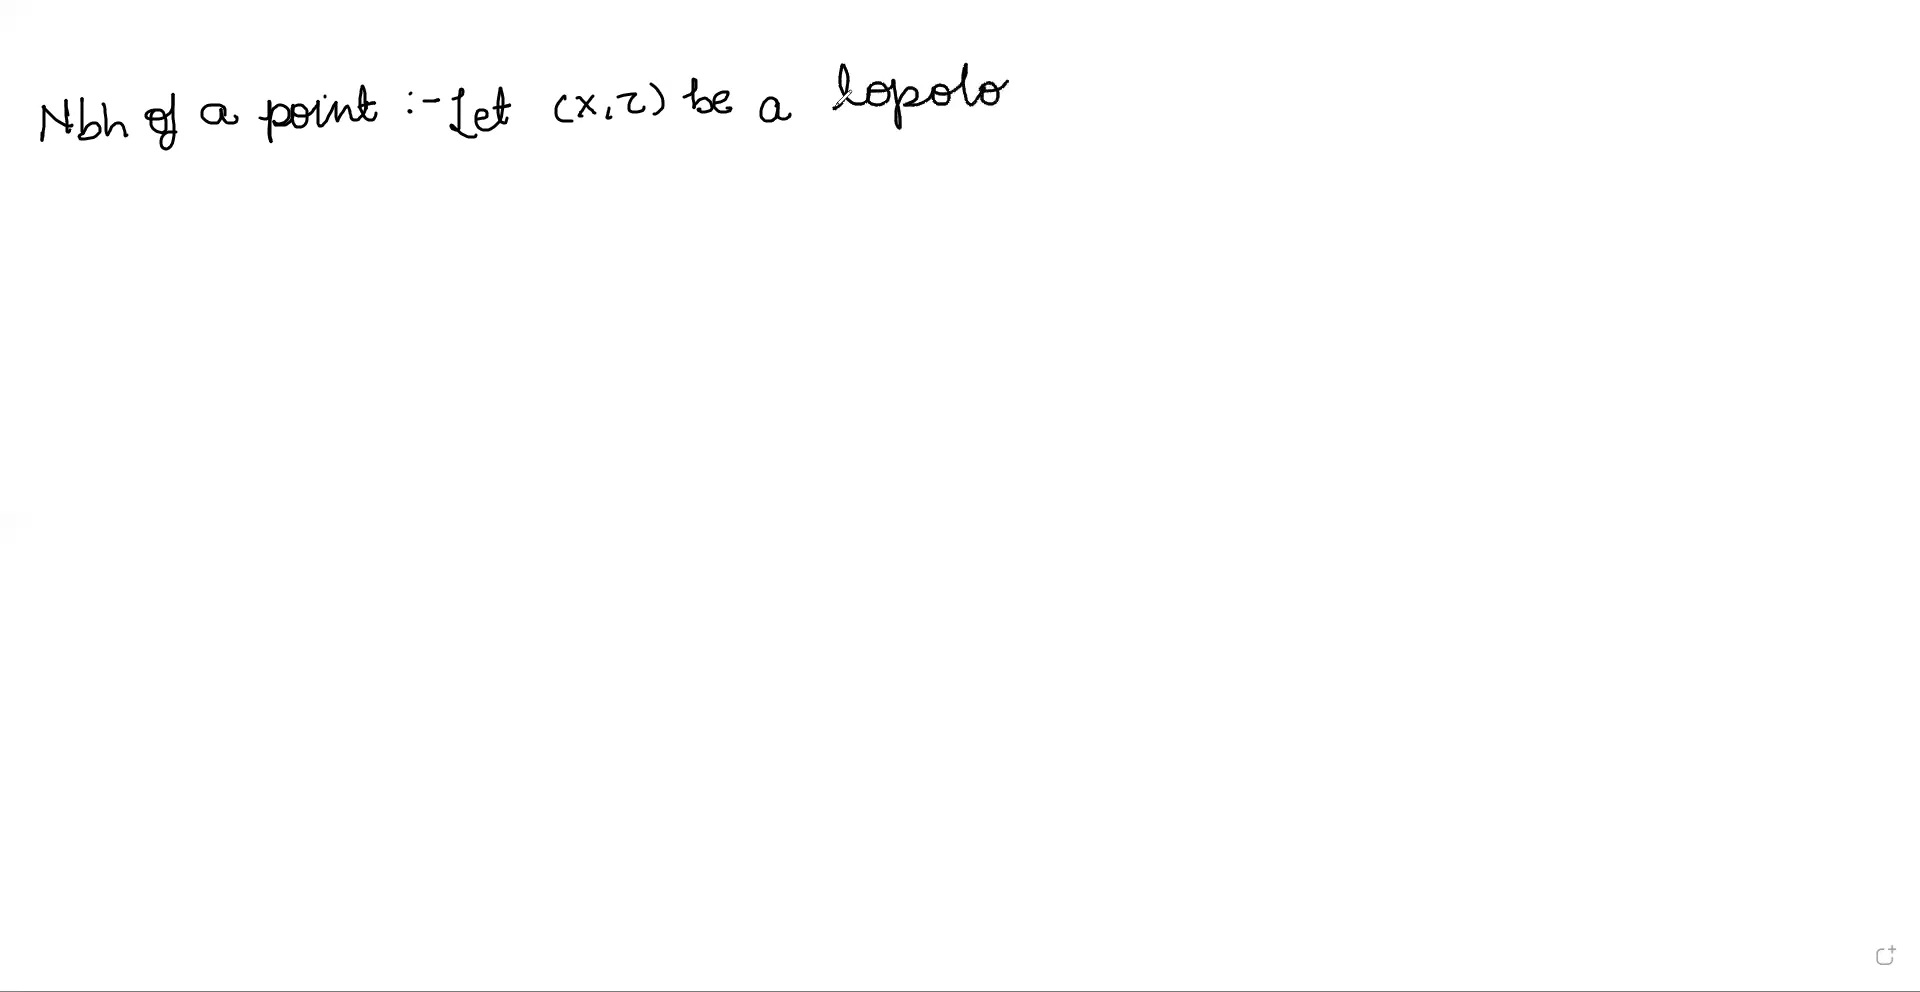 Nbh of a point :- Let (X, τ) be a topolo